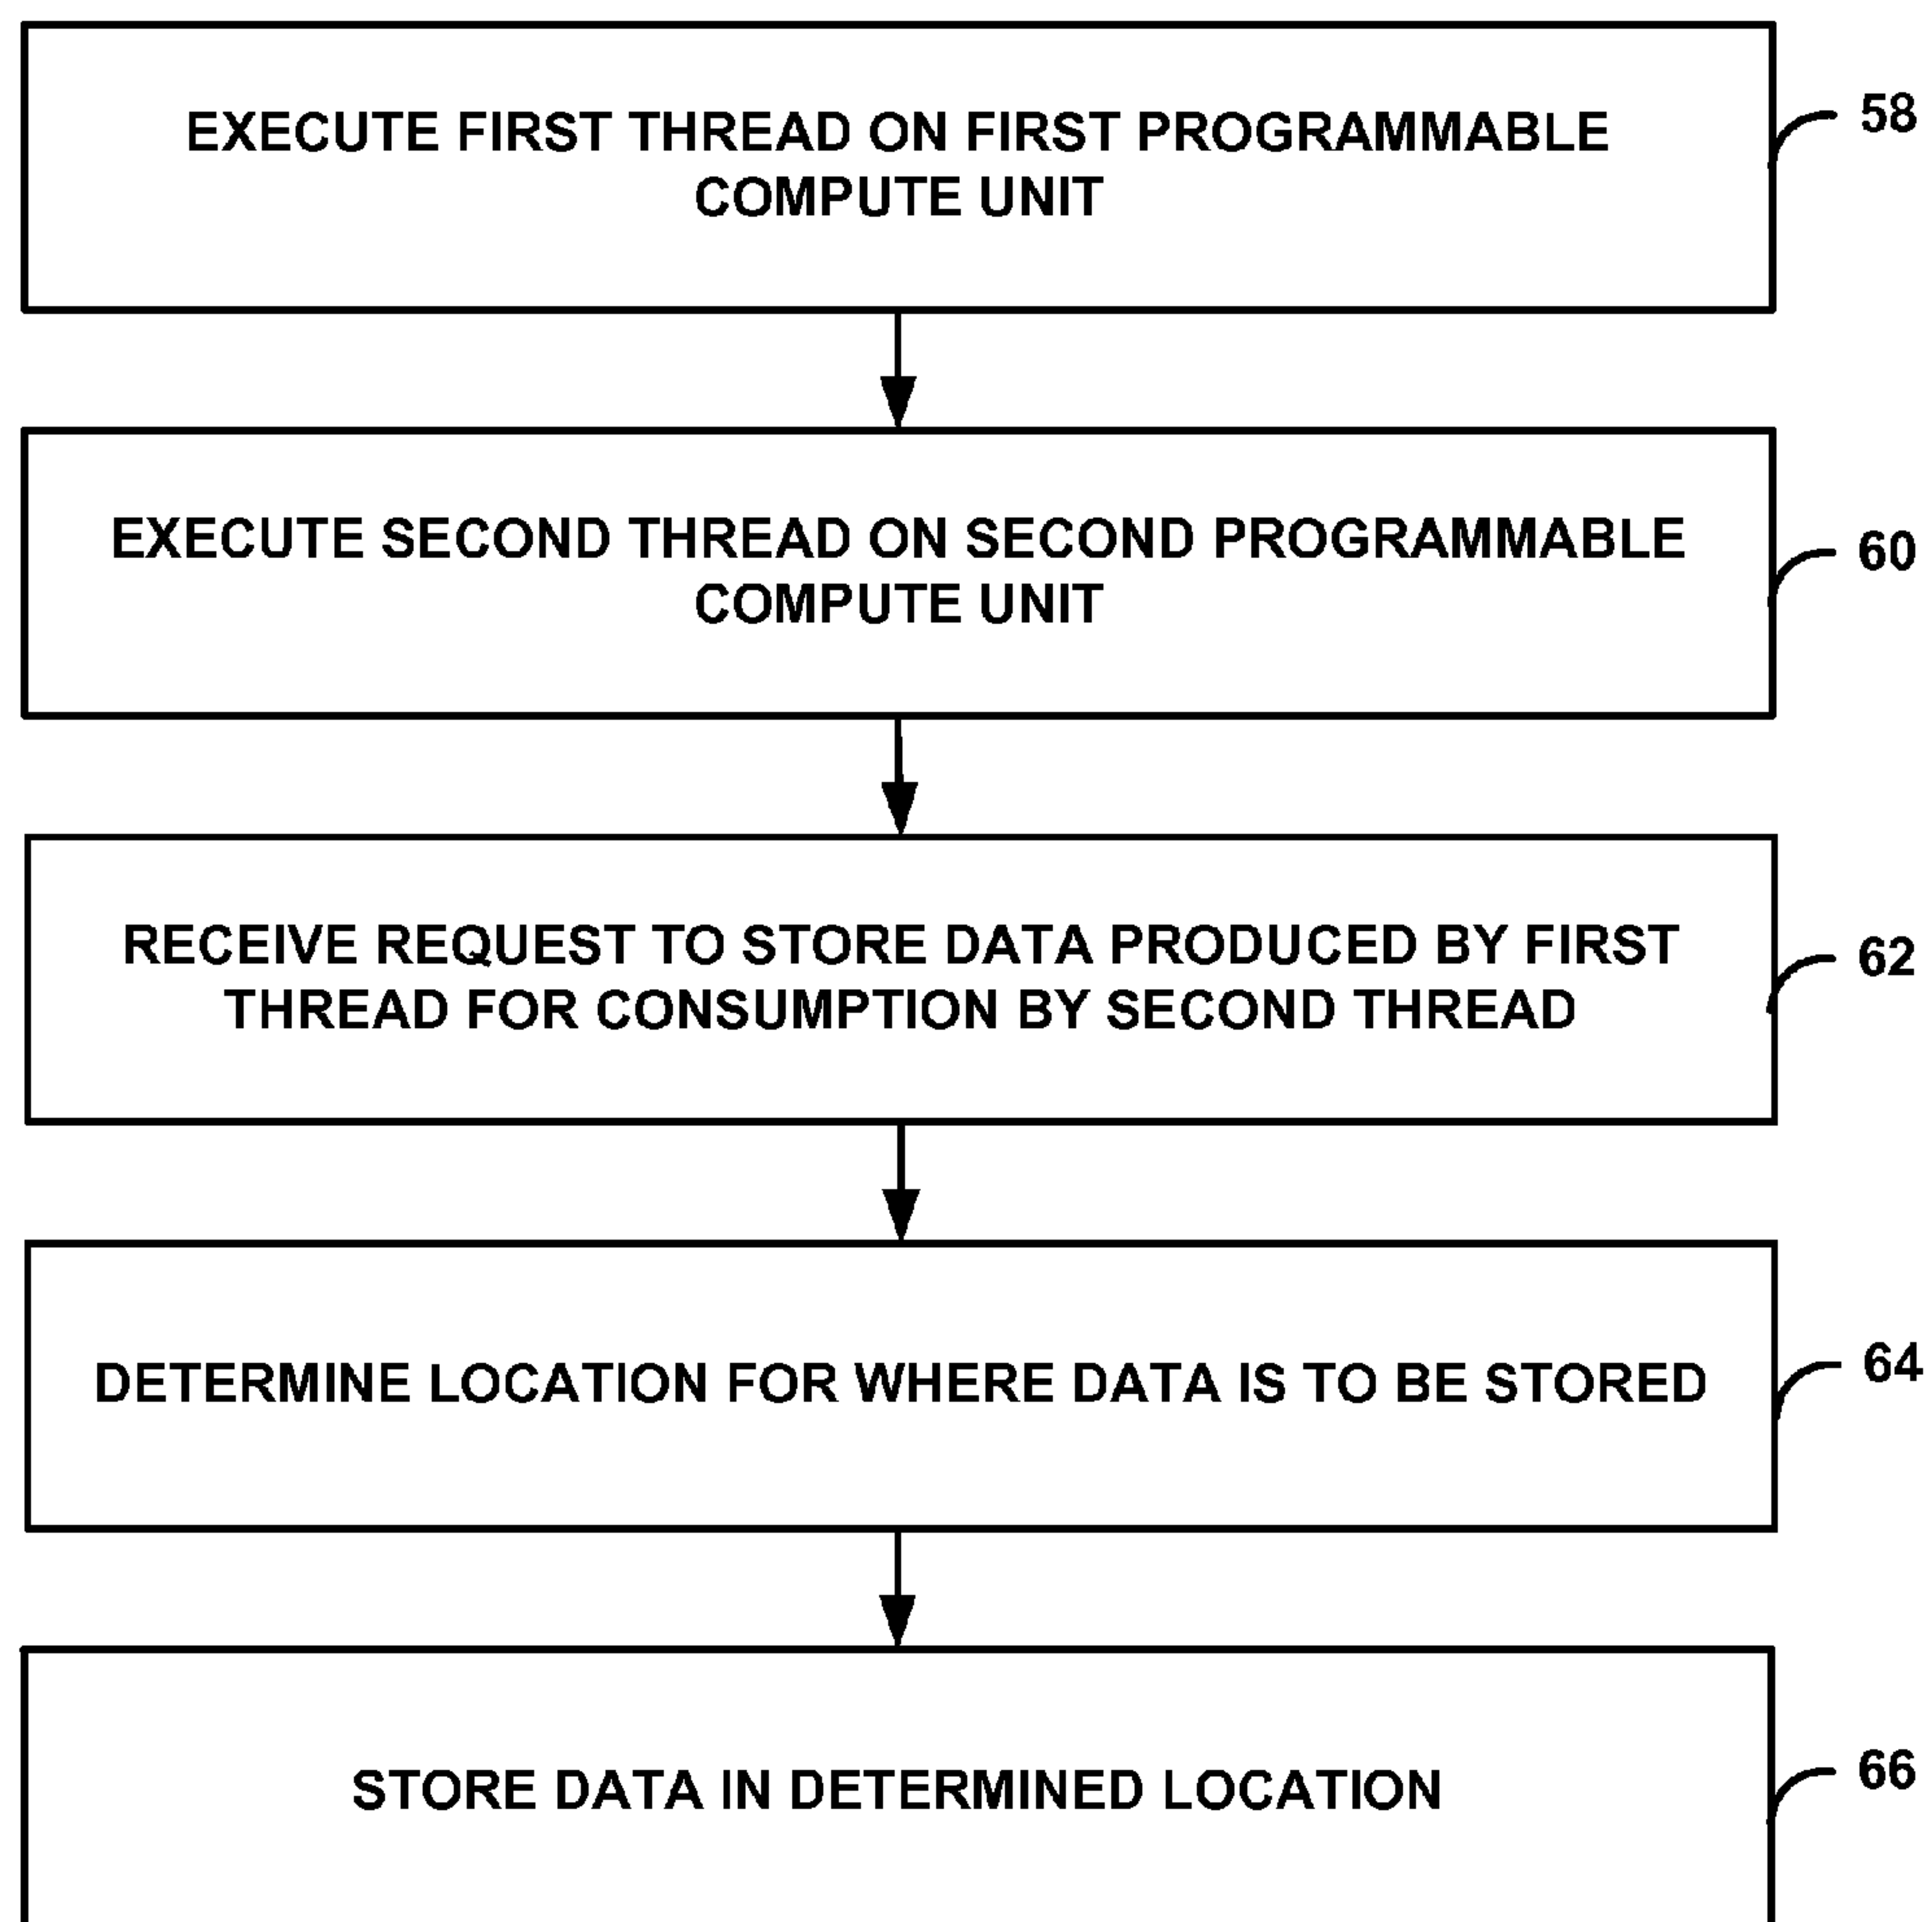 EXECUTE FIRST THREAD ON FIRST PROGRAMMABLE
COMPUTE UNIT
58
EXECUTE SECOND THREAD ON SECOND PROGRAMMABLE
COMPUTE UNIT
60
RECEIVE REQUEST TO STORE DATA PRODUCED BY FIRST
THREAD FOR CONSUMPTION BY SECOND THREAD
62
DETERMINE LOCATION FOR WHERE DATA IS TO BE STORED
64
STORE DATA IN DETERMINED LOCATION
66